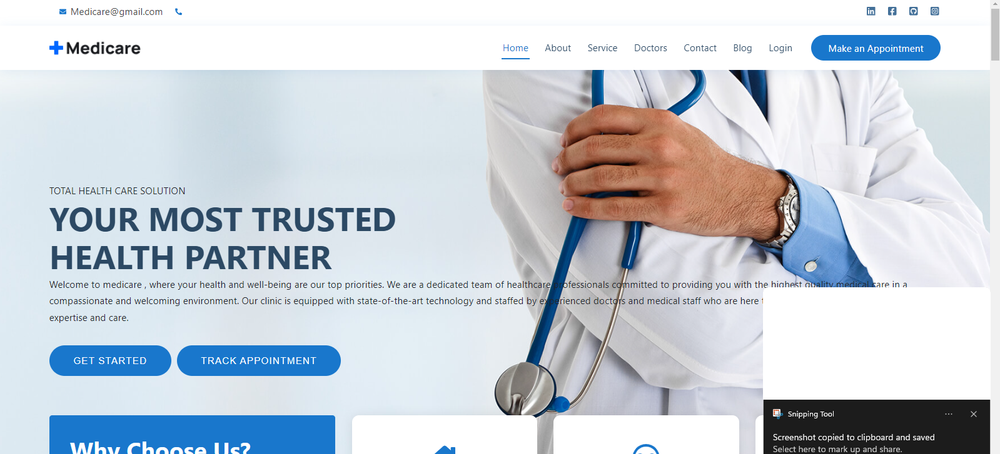 Medicare@gmail.com
Medicare
Home About Service Doctors Contact Blog Login Make an Appointment
TOTAL HEALTH CARE SOLUTION
YOUR MOST TRUSTED
HEALTH PARTNER
Welcome to medicare , where your health and well-being are our top priorities. We are a dedicated team of healthcare professionals committed to providing you with the highest quality medical care in a
compassionate and welcoming environment. Our clinic is equipped with state-of-the-art technology and staffed by experienced doctors and medical staff who are here
expertise and care.
GET STARTED TRACK APPOINTMENT
Why Choose Us?
Snipping Tool
Screenshot copied to clipboard and saved
Select here to mark up and share.